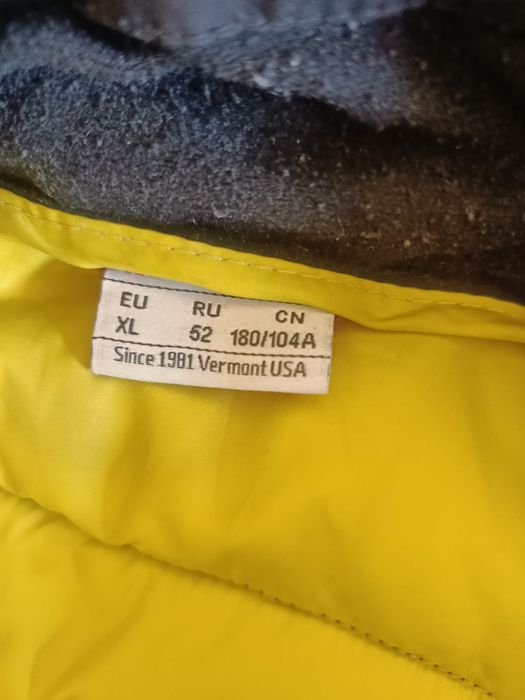 EU RU CN
XL 52 180/104A
Since 1981 Vermont USA